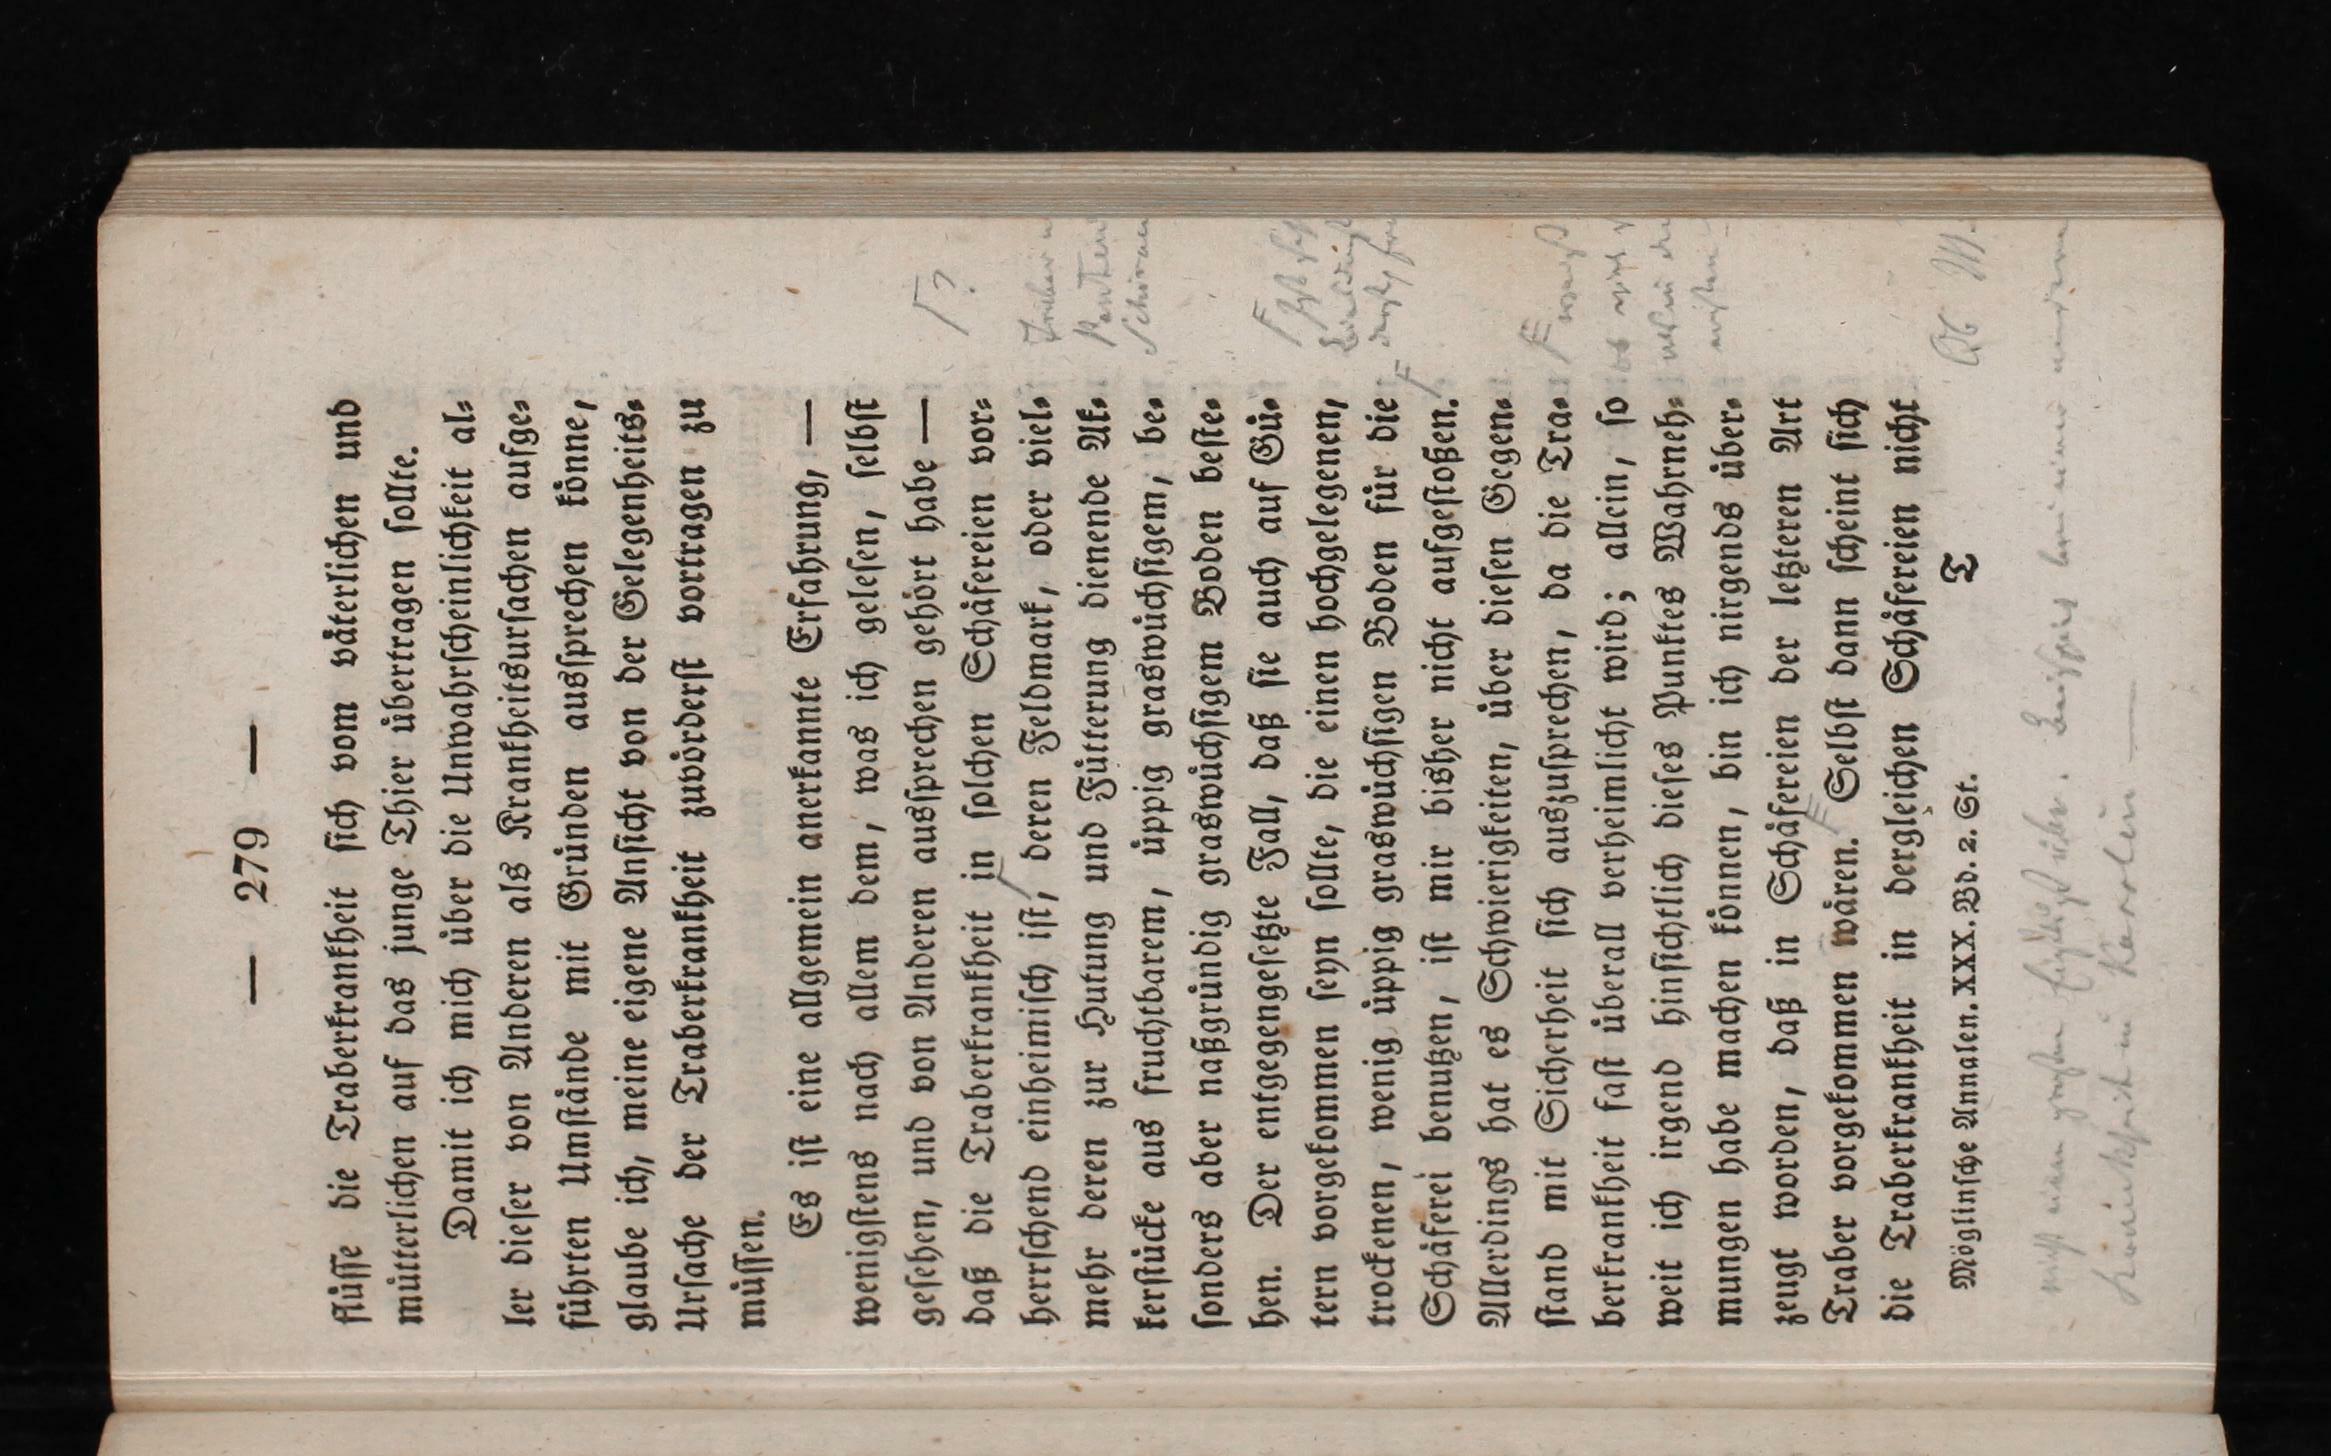 — 279 —
flüsse die Traberkrankheit sich vom väterlichen und
mütterlichen auf das junge Thier übertragen sollte.
Damit ich mich über die Unwahrscheinlichkeit al-
ler dieser von Anderen als Krankheitsursachen aufge-
führten Umstände mit Gründen aussprechen könne,
glaube ich, meine eigene Ansicht von der Gelegenheits-
Ursache der Traberkrankheit zuvörderst vortragen zu
müssen.
Es ist eine allgemein anerkannte Erfahrung, —
wenigstens nach allem dem, was ich gelesen, selbst
gesehen, und von Anderen aussprechen gehört habe —
daß die Traberkrankheit in solchen Schäfereien vor-
herrschend einheimisch ist, deren Feldmark, oder viel-
mehr deren zur Hutung und Fütterung dienende Ak-
kerstücke aus fruchtbarem, üppig graswüchsigem, be-
sonders aber naßgründig graswüchsigem Boden beste-
hen. Der entgegengesetzte Fall, daß sie auch auf Gü-
tern vorgekommen seyn sollte, die einen hochgelegenen,
trockenen, wenig üppig graswüchsigen Boden für die
Schäferei benutzen, ist mir bisher nicht aufgestoßen.
Allerdings hat es Schwierigkeiten, über diesen Gegen-
stand mit Sicherheit sich auszusprechen, da die Tra-
berkrankheit fast überall verheimlicht wird; allein, so
weit ich irgend hinsichtlich dieses Punktes Wahrneh-
mungen habe machen können, bin ich nirgends über-
zeugt worden, daß in Schäfereien der letzteren Art
Traber vorgekommen wären. Selbst dann scheint sich
die Traberkrankheit in dergleichen Schäfereien nicht
Möglinsche Annalen. XXX. Bd. 2. St. T